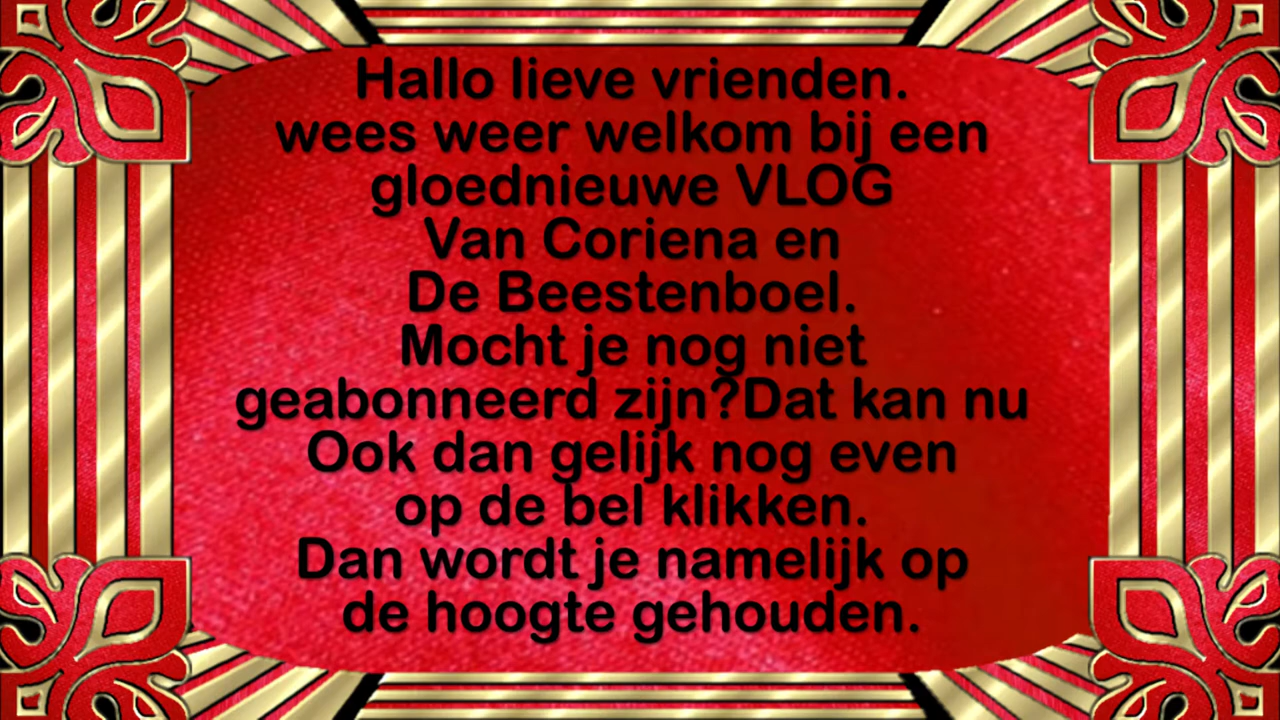 Hallo lieve vrienden.
wees weer welkom bij een
gloednieuwe VLOG
Van Coriena en
De Beestenboel.
Mocht je nog niet
geabonneerd zijn?Dat kan nu
Ook dan gelijk nog even
op de bel klikken.
Dan wordt je namelijk op
de hoogte gehouden.